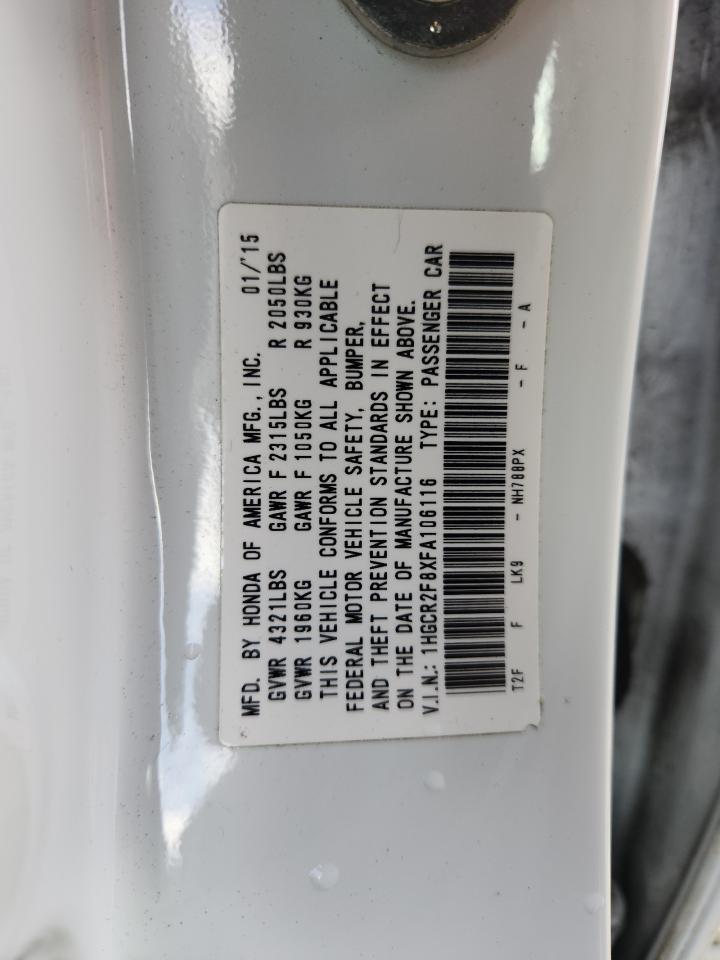 MFD. BY HONDA OF AMERICA MFG., INC. 01/'15
GVWR 4321LBS GAWR F 2315LBS R 2050LBS
GVWR 1960KG GAWR F 1050KG R 930KG
THIS VEHICLE CONFORMS TO ALL APPLICABLE
FEDERAL MOTOR VEHICLE SAFETY, BUMPER,
AND THEFT PREVENTION STANDARDS IN EFFECT
ON THE DATE OF MANUFACTURE SHOWN ABOVE.
V.I.N.: 1HGCR2F8XFA106116 TYPE: PASSENGER CAR
T2F F LK9 - NH788PX - F - A